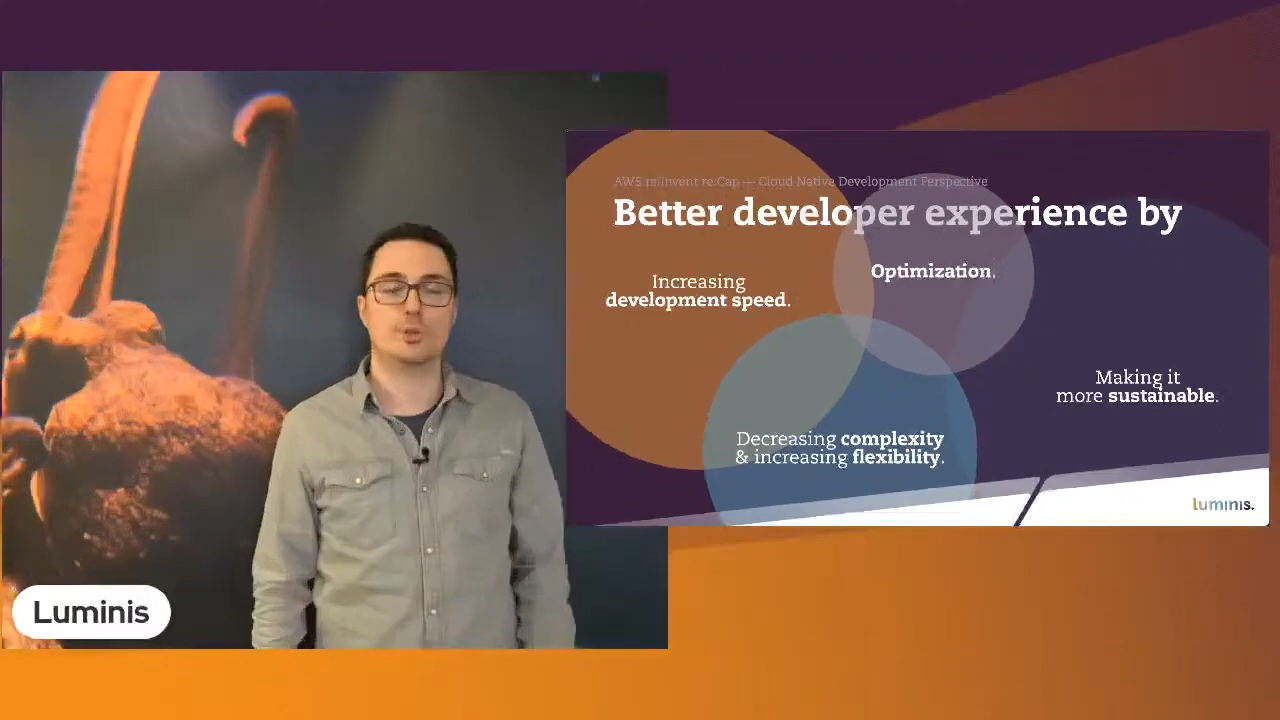 AWS re:Invent re:Cap — Cloud Native Development Perspective
Better developer experience by
Increasing
development speed.
Optimization.
Making it
more sustainable.
Decreasing complexity
& increasing flexibility.
luminis.
Luminis